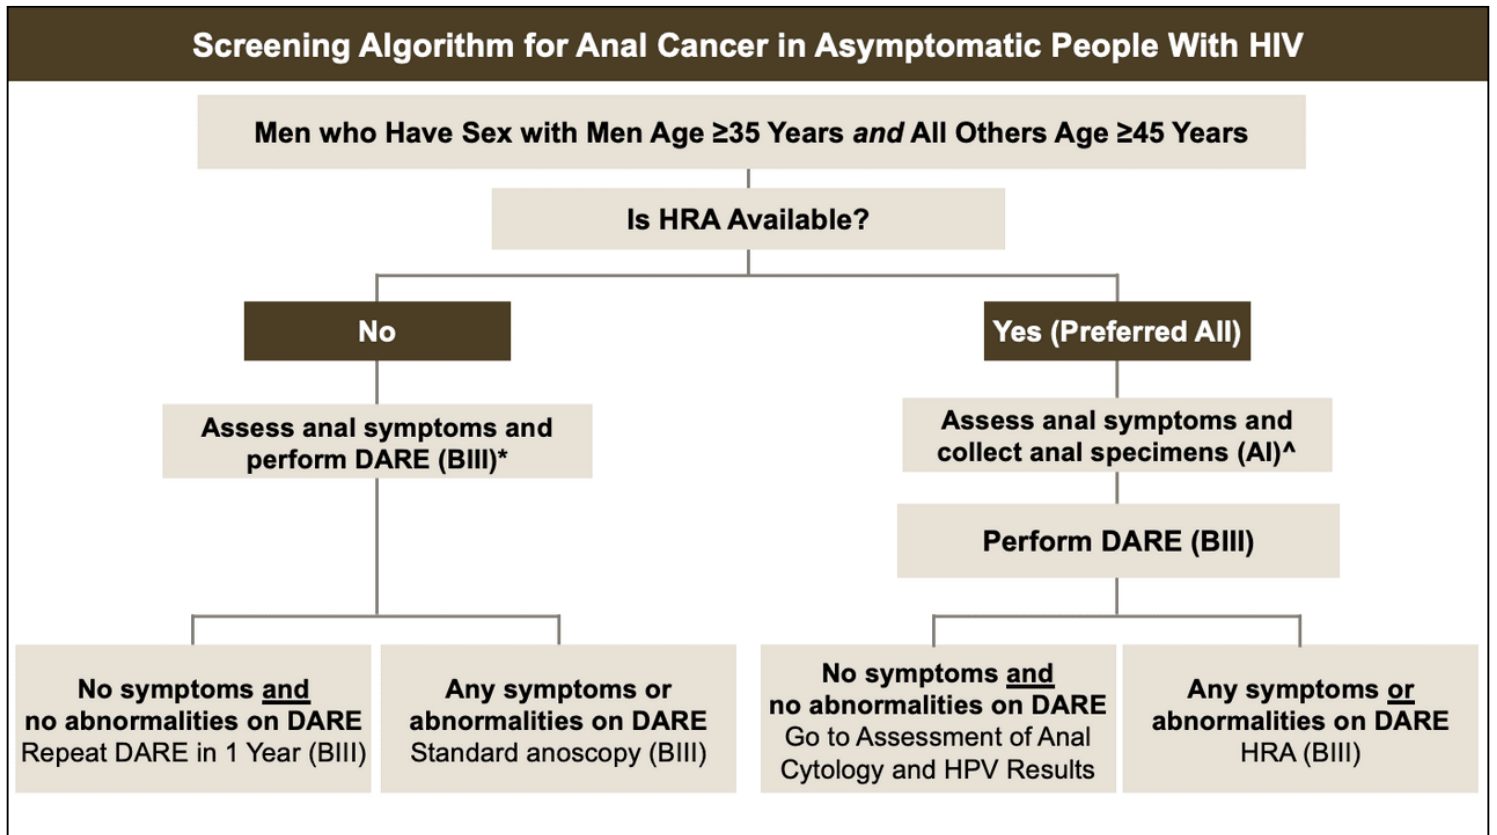 Screening Algorithm for Anal Cancer in Asymptomatic People With HIV
Men who Have Sex with Men Age ≥35 Years and All Others Age ≥45 Years
Is HRA Available?
No
Yes (Preferred AII)
Assess anal symptoms and
perform DARE (BIII)*
Assess anal symptoms and
collect anal specimens (AI)^
Perform DARE (BIII)
No symptoms and
no abnormalities on DARE
Repeat DARE in 1 Year (BIII)
Any symptoms or
abnormalities on DARE
Standard anoscopy (BIII)
No symptoms and
no abnormalities on DARE
Go to Assessment of Anal
Cytology and HPV Results
Any symptoms or
abnormalities on DARE
HRA (BIII)